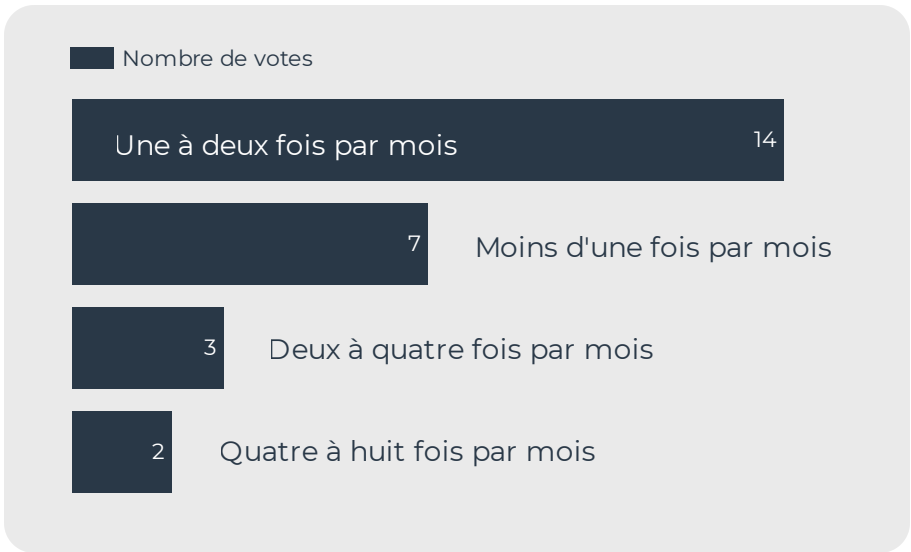 Nombre de votes
Une à deux fois par mois 14
7 Moins d'une fois par mois
3 Deux à quatre fois par mois
2 Quatre à huit fois par mois